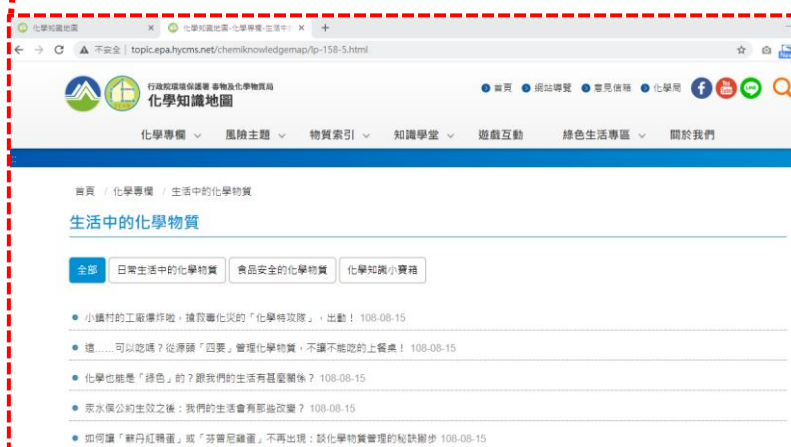 化學知識地圖
化學知識地圖-化學專欄-生活中
不安全 | topic.epa.hycms.net/chemiknowledgemap/lp-158-5.html
行政院環境保護署 毒物及化學物質局
化學知識地圖
首頁 網站導覽 意見信箱 化學局
化學專欄 風險主題 物質索引 知識學堂 遊戲互動 綠色生活專區 關於我們
首頁 / 化學專欄 / 生活中的化學物質
生活中的化學物質
全部 日常生活中的化學物質 食品安全的化學物質 化學知識小寶箱
小鎮村的工廠爆炸啦,搶救毒化災的「化學特攻隊」,出動! 108-08-15
這……可以吃嗎?從源頭「四要」管理化學物質,不讓不能吃的上餐桌! 108-08-15
化學也能是「綠色」的?跟我們的生活有甚麼關係? 108-08-15
汞水俁公約生效之後:我們的生活會有那些改變? 108-08-15
如何讓「蘇丹紅鴨蛋」或「芬普尼雞蛋」不再出現:談化學物質管理的秘訣撇步 108-08-15